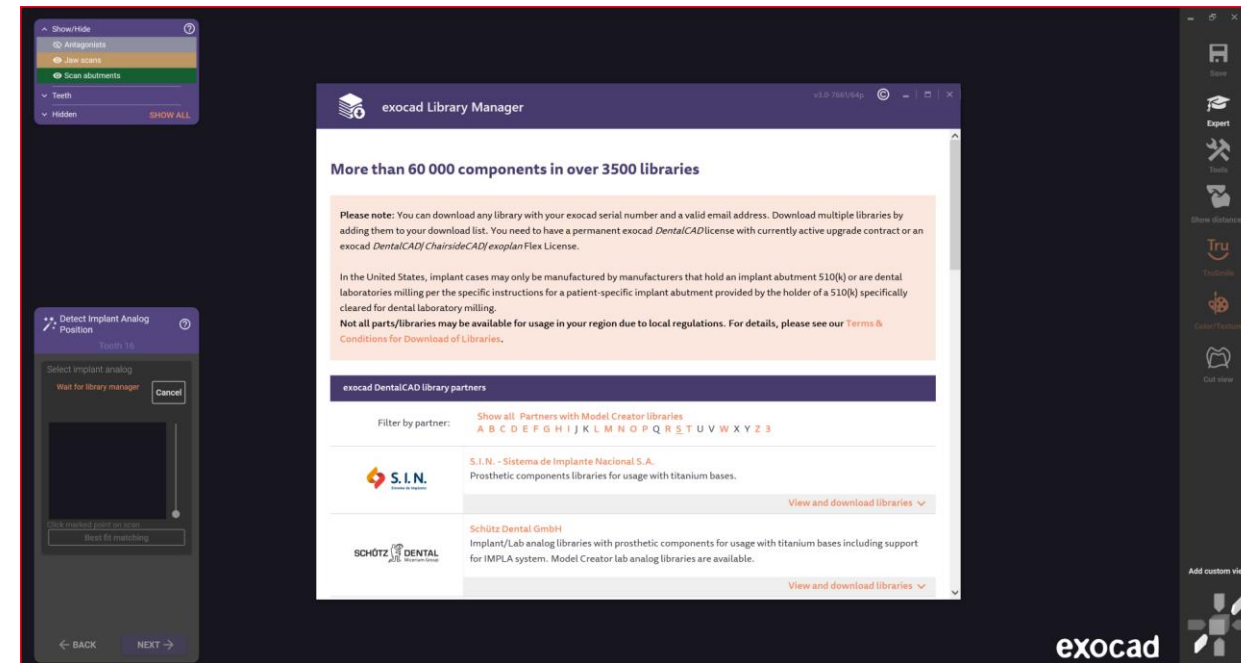 Show/Hide
Antagonists
Jaw scans
Scan abutments
Teeth
Hidden
SHOW ALL
Detect Implant Analog
Position
Tooth 16
Select implant analog
Wait for library manager
Cancel
Click marked point on scan
Best fit matching
BACK
NEXT
exocad Library Manager
More than 60 000 components in over 3500 libraries
Please note: You can download any library with your exocad serial number and a valid email address. Download multiple libraries by
adding them to your download list. You need to have a permanent exocad DentalCAD license with currently active upgrade contract or an
exocad DentalCAD/ ChairsideCAD/ exoplan Flex License.
In the United States, implant cases may only be manufactured by manufacturers that hold an implant abutment 510(k) or are dental
laboratories milling per the specific instructions for a patient-specific implant abutment provided by the holder of a 510(k) specifically
cleared for dental laboratory milling.
Not all parts/libraries may be available for usage in your region due to local regulations. For details, please see our Terms &
Conditions for Download of Libraries.
exocad DentalCAD library partners
Filter by partner:
Show all Partners with Model Creator libraries
A B C D E F G H I J K L M N O P Q R S T U V W X Y Z 3
S.I.N.
S.I.N. - Sistema de Implante Nacional S.A.
Prosthetic components libraries for usage with titanium bases.
View and download libraries
SCHÜTZ DENTAL
Schütz Dental GmbH
Implant/Lab analog libraries with prosthetic components for usage with titanium bases including support
for IMPLA system. Model Creator lab analog libraries are available.
View and download libraries
Save
Expert
Tools
Show distance
Tru
TruSmile
Color/Texture
Cut view
Add custom vie
exocad